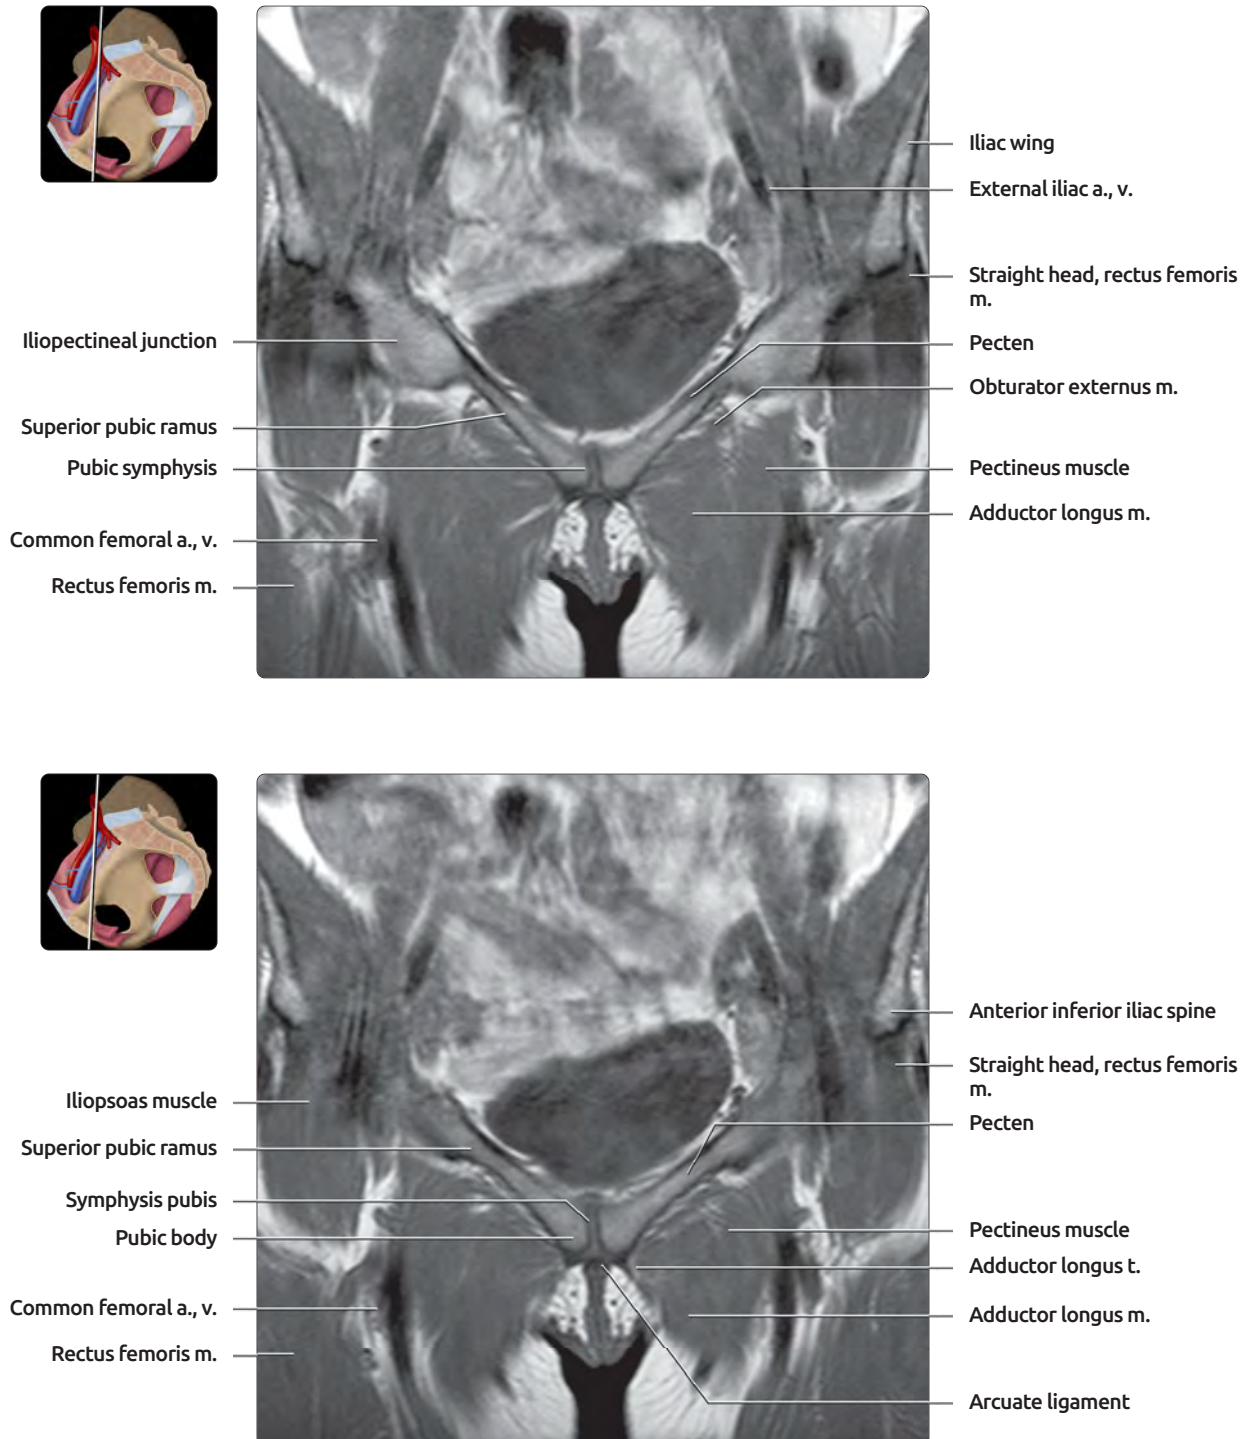 Iliac wing
External iliac a., v.
Straight head, rectus femoris
m.
Iliopectineal junction
Pecten
Obturator externus m.
Superior pubic ramus
Pubic symphysis
Pectineus muscle
Adductor longus m.
Common femoral a., v.
Rectus femoris m.
Anterior inferior iliac spine
Straight head, rectus femoris
m.
Iliopsoas muscle
Pecten
Superior pubic ramus
Symphysis pubis
Pubic body
Pectineus muscle
Adductor longus t.
Common femoral a., v.
Adductor longus m.
Rectus femoris m.
Arcuate ligament